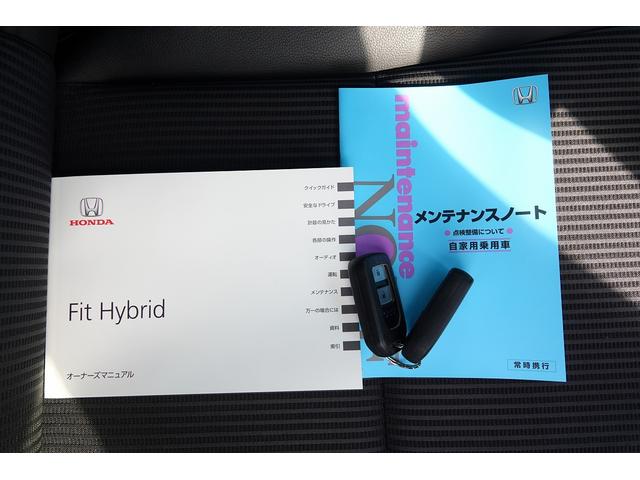 HONDA
Fit Hybrid
オーナーズマニュアル
クイックガイド
安全なドライブ
計器の見かた
各部の操作
オーディオ
運転
メンテナンス
万一の場合には
資料
索引
maintenance
メンテナンスノート
点検整備について
自家用乗用車
常時携行